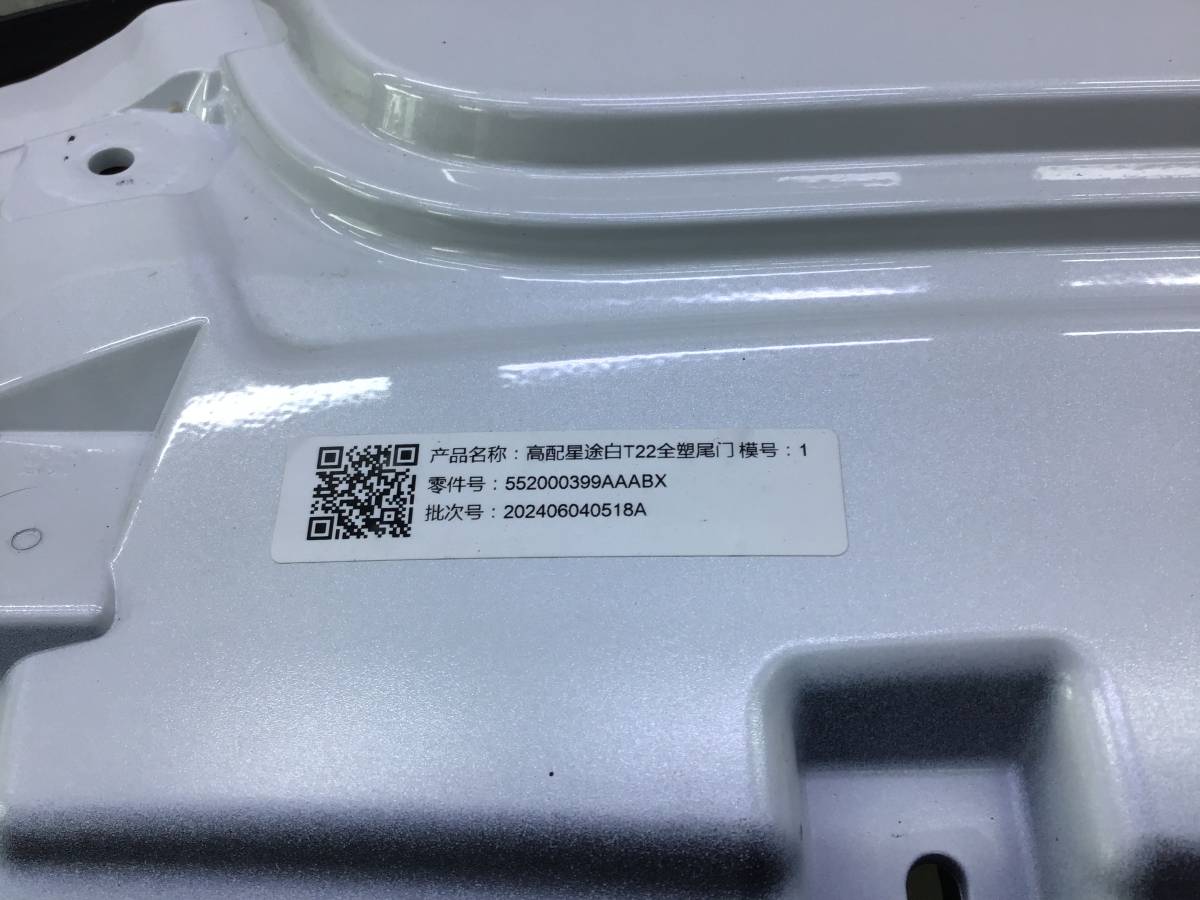 产品名称：高配星途白T22全塑尾门 模号：1
零件号：552000399AAABX
批次号：202406040518A